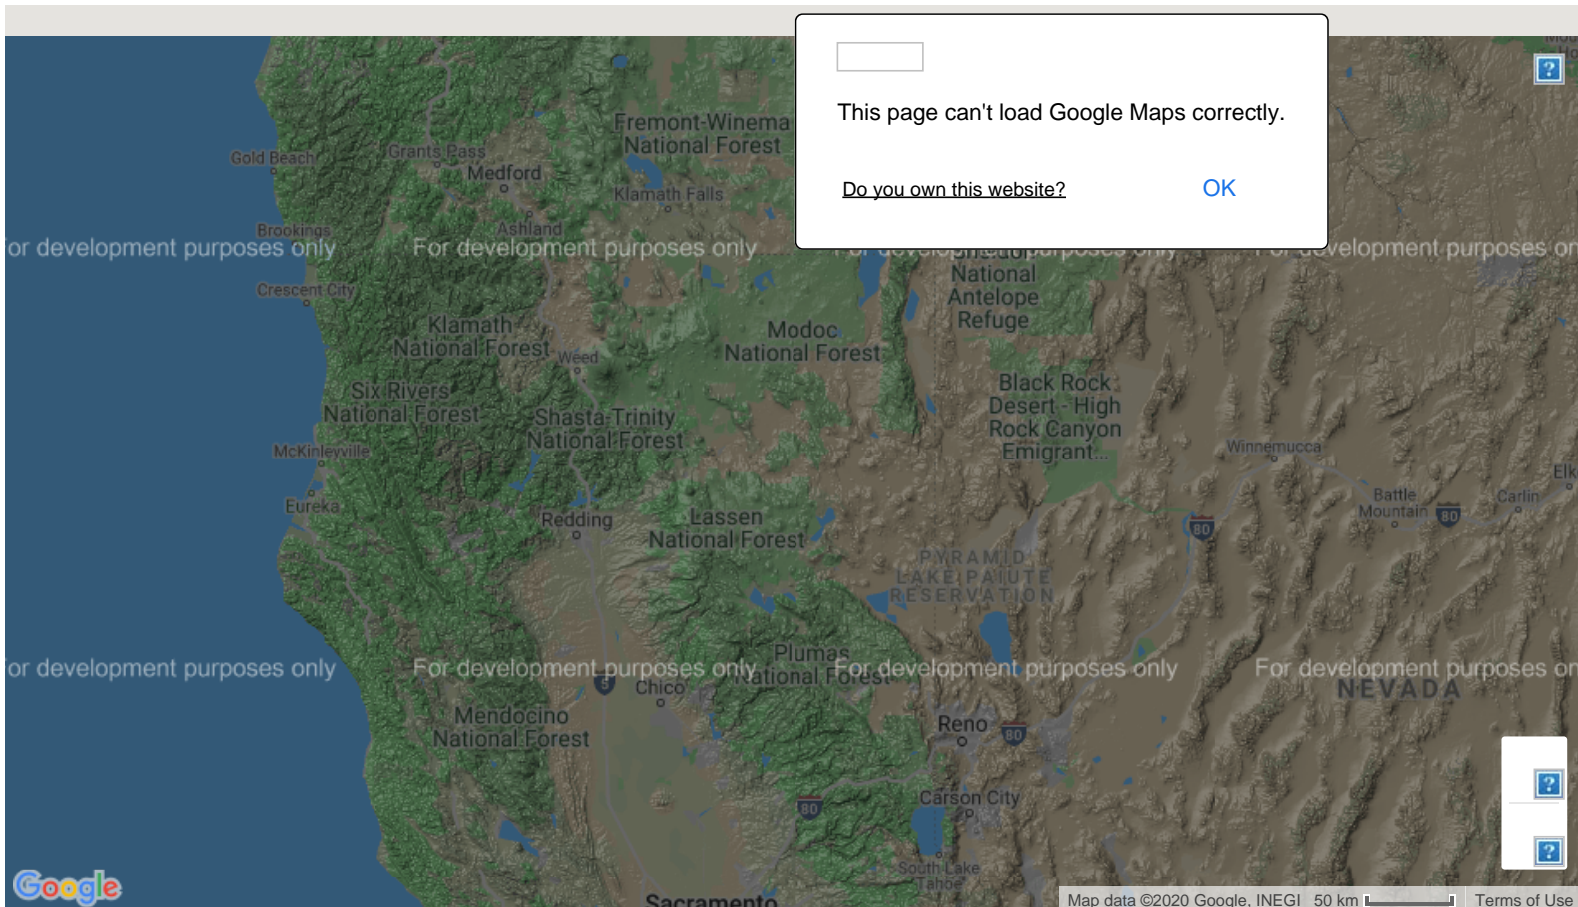 This page can't load Google Maps correctly.
Do you own this website?
OK
Fremont-Winema
National Forest
Gold Beach
Grants Pass
Medford
Klamath Falls
Brookings
Ashland
or development purposes only
For development purposes only
velopment purposes on
National
Antelope
Refuge
Crescent City
Klamath
National Forest
Weed
Modoc
National Forest
Six Rivers
National Forest
Shasta-Trinity
National Forest
Black Rock
Desert - High
Rock Canyon
Emigrant...
McKinleyville
Winnemucca
Elk
Eureka
Redding
Lassen
National Forest
Battle
Mountain
80
Carlin
80
PYRAMID
LAKE PAIUTE
RESERVATION
or development purposes only
For development purposes only
For development purposes only
For development purposes on
Plumas
National Forest
5
Chico
NEVADA
Mendocino
National Forest
Reno
80
80
Carson City
South Lake
Tahoe
Sacramento
Google
Map data ©2020 Google, INEGI
50 km
Terms of Use